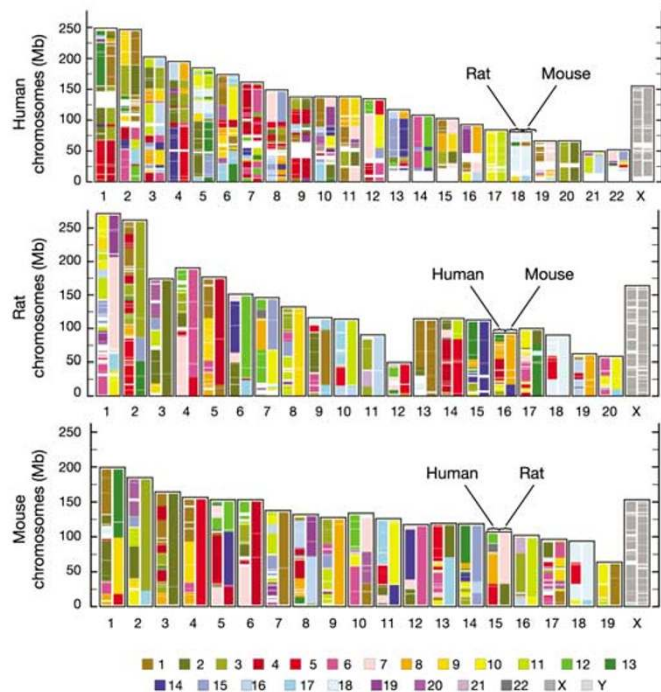 Human
chromosomes (Mb)
250
200
150
100
50
0
Rat Mouse
1 2 3 4 5 6 7 8 9 10 11 12 13 14 15 16 17 18 19 20 21 22 X
Rat
chromosomes (Mb)
250
200
150
100
50
0
Human Mouse
1 2 3 4 5 6 7 8 9 10 11 12 13 14 15 16 17 18 19 20 X
Mouse
chromosomes (Mb)
250
200
150
100
50
0
Human Rat
1 2 3 4 5 6 7 8 9 10 11 12 13 14 15 16 17 18 19 X
1 2 3 4 5 6 7 8 9 10 11 12 13
14 15 16 17 18 19 20 21 22 X Y